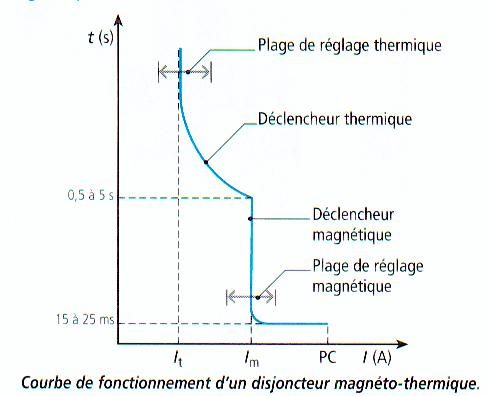 t (s)
Plage de réglage thermique
Déclencheur thermique
0,5 à 5 s
Déclencheur
magnétique
Plage de réglage
magnétique
15 à 25 ms
It
Im
PC
I (A)
Courbe de fonctionnement d'un disjoncteur magnéto-thermique.